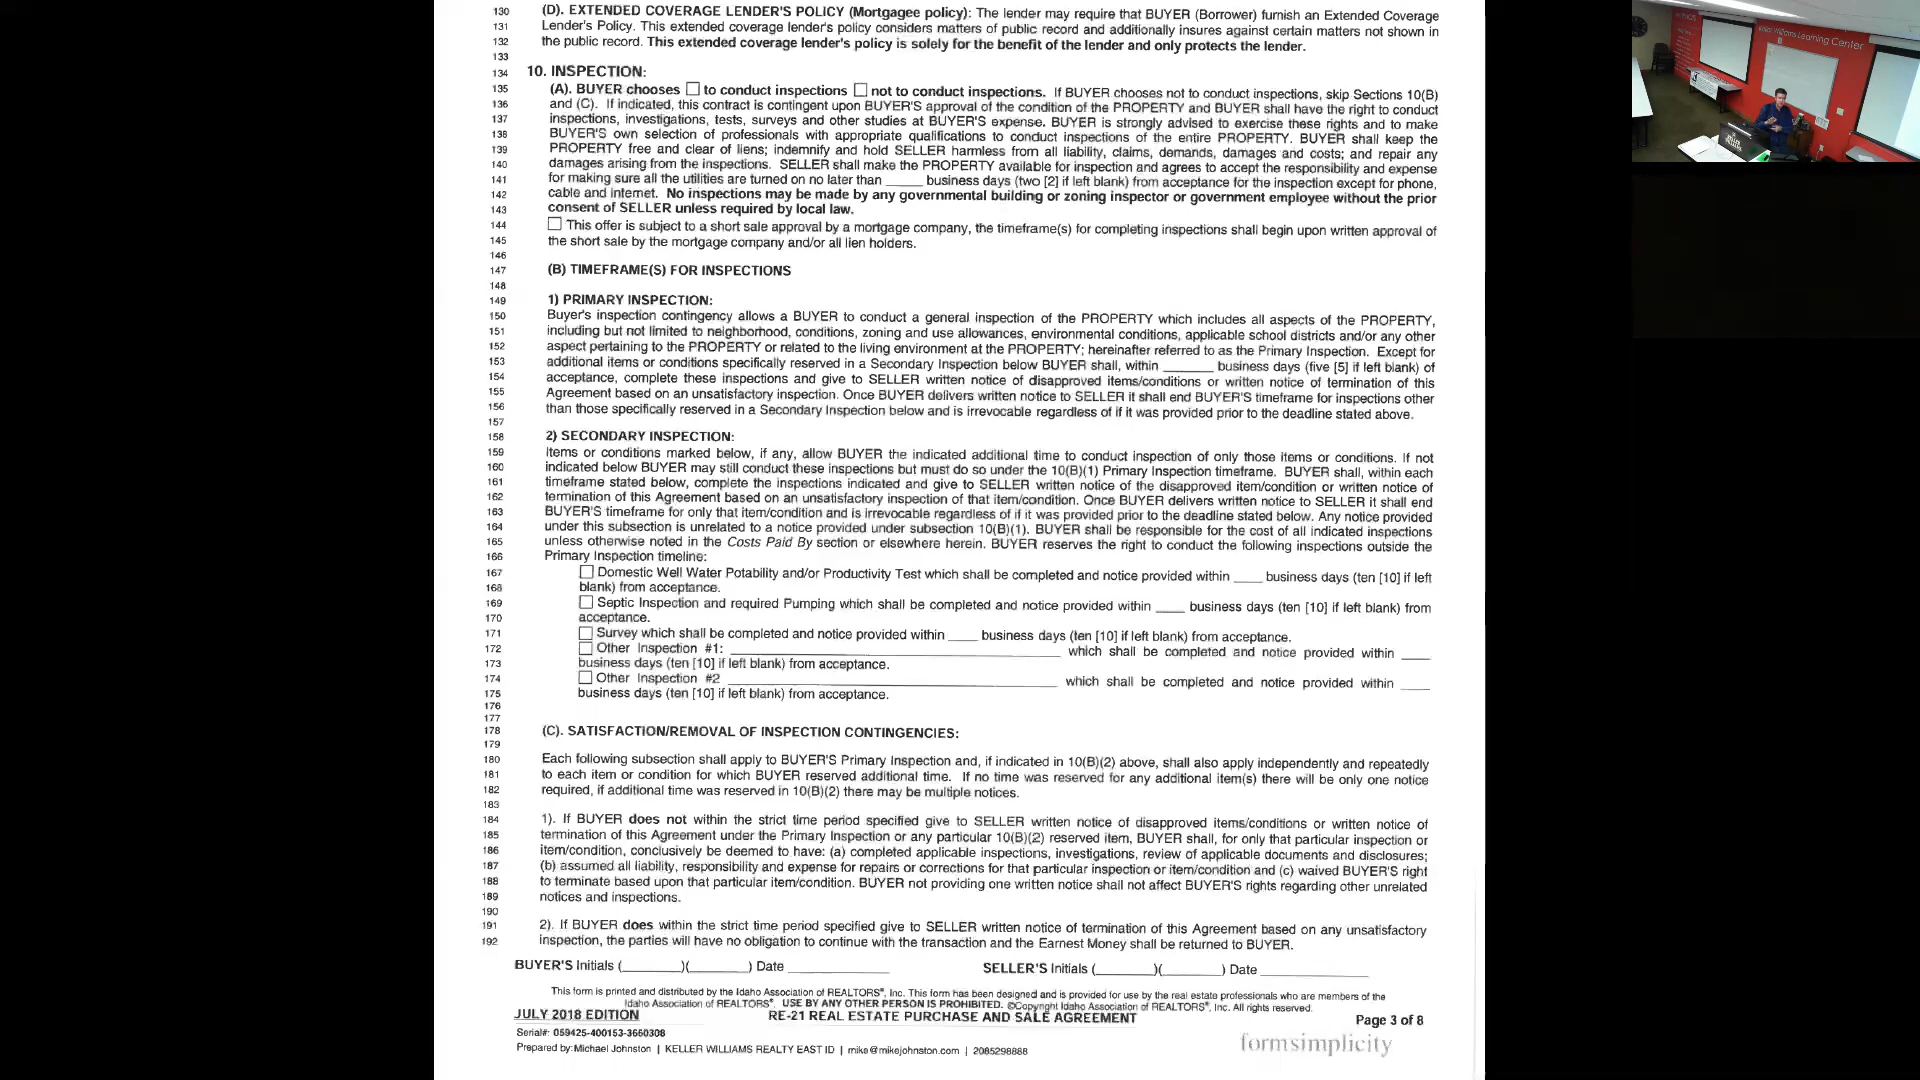 130 (D). EXTENDED COVERAGE LENDER'S POLICY (Mortgagee policy): The lender may require that BUYER (Borrower) furnish an Extended Coverage
131 Lender's Policy. This extended coverage lender's policy considers matters of public record and additionally insures against certain matters not shown in
132 the public record. This extended coverage lender's policy is solely for the benefit of the lender and only protects the lender.
133
134 10. INSPECTION:
135 (A). BUYER chooses ☐ to conduct inspections ☐ not to conduct inspections. If BUYER chooses not to conduct inspections, skip Sections 10(B)
136 and (C). If indicated, this contract is contingent upon BUYER'S approval of the condition of the PROPERTY and BUYER shall have the right to conduct
137 inspections, investigations, tests, surveys and other studies at BUYER'S expense. BUYER is strongly advised to exercise these rights and to make
138 BUYER'S own selection of professionals with appropriate qualifications to conduct inspections of the entire PROPERTY. BUYER shall keep the
139 PROPERTY free and clear of liens; indemnify and hold SELLER harmless from all liability, claims, demands, damages and costs; and repair any
140 damages arising from the inspections. SELLER shall make the PROPERTY available for inspection and agrees to accept the responsibility and expense
141 for making sure all the utilities are turned on no later than _____ business days (two [2] if left blank) from acceptance for the inspection except for phone,
142 cable and internet. No inspections may be made by any governmental building or zoning inspector or government employee without the prior
143 consent of SELLER unless required by local law.
144 ☐ This offer is subject to a short sale approval by a mortgage company, the timeframe(s) for completing inspections shall begin upon written approval of
145 the short sale by the mortgage company and/or all lien holders.
146
147 (B) TIMEFRAME(S) FOR INSPECTIONS
148
149 1) PRIMARY INSPECTION:
150 Buyer's inspection contingency allows a BUYER to conduct a general inspection of the PROPERTY which includes all aspects of the PROPERTY,
151 including but not limited to neighborhood, conditions, zoning and use allowances, environmental conditions, applicable school districts and/or any other
152 aspect pertaining to the PROPERTY or related to the living environment at the PROPERTY; hereinafter referred to as the Primary Inspection. Except for
153 additional items or conditions specifically reserved in a Secondary Inspection below BUYER shall, within _______ business days (five [5] if left blank) of
154 acceptance, complete these inspections and give to SELLER written notice of disapproved items/conditions or written notice of termination of this
155 Agreement based on an unsatisfactory inspection. Once BUYER delivers written notice to SELLER it shall end BUYER'S timeframe for inspections other
156 than those specifically reserved in a Secondary Inspection below and is irrevocable regardless of if it was provided prior to the deadline stated above.
157
158 2) SECONDARY INSPECTION:
159 Items or conditions marked below, if any, allow BUYER the indicated additional time to conduct inspection of only those items or conditions. If not
160 indicated below BUYER may still conduct these inspections but must do so under the 10(B)(1) Primary Inspection timeframe. BUYER shall, within each
161 timeframe stated below, complete the inspections indicated and give to SELLER written notice of the disapproved item/condition or written notice of
162 termination of this Agreement based on an unsatisfactory inspection of that item/condition. Once BUYER delivers written notice to SELLER it shall end
163 BUYER'S timeframe for only that item/condition and is irrevocable regardless of if it was provided prior to the deadline stated below. Any notice provided
164 under this subsection is unrelated to a notice provided under subsection 10(B)(1). BUYER shall be responsible for the cost of all indicated inspections
165 unless otherwise noted in the Costs Paid By section or elsewhere herein. BUYER reserves the right to conduct the following inspections outside the
166 Primary Inspection timeline:
167 ☐ Domestic Well Water Potability and/or Productivity Test which shall be completed and notice provided within ____ business days (ten [10] if left
168 blank) from acceptance.
169 ☐ Septic Inspection and required Pumping which shall be completed and notice provided within ____ business days (ten [10] if left blank) from
170 acceptance.
171 ☐ Survey which shall be completed and notice provided within ____ business days (ten [10] if left blank) from acceptance.
172 ☐ Other Inspection #1: ____________________ which shall be completed and notice provided within ____
173 business days (ten [10] if left blank) from acceptance.
174 ☐ Other Inspection #2 ____________________ which shall be completed and notice provided within ____
175 business days (ten [10] if left blank) from acceptance.
176
177
178 (C). SATISFACTION/REMOVAL OF INSPECTION CONTINGENCIES:
179
180 Each following subsection shall apply to BUYER'S Primary Inspection and, if indicated in 10(B)(2) above, shall also apply independently and repeatedly
181 to each item or condition for which BUYER reserved additional time. If no time was reserved for any additional item(s) there will be only one notice
182 required, if additional time was reserved in 10(B)(2) there may be multiple notices.
183
184 1). If BUYER does not within the strict time period specified give to SELLER written notice of disapproved items/conditions or written notice of
185 termination of this Agreement under the Primary Inspection or any particular 10(B)(2) reserved item, BUYER shall, for only that particular inspection or
186 item/condition, conclusively be deemed to have: (a) completed applicable inspections, investigations, review of applicable documents and disclosures;
187 (b) assumed all liability, responsibility and expense for repairs or corrections for that particular inspection or item/condition and (c) waived BUYER'S right
188 to terminate based upon that particular item/condition. BUYER not providing one written notice shall not affect BUYER'S rights regarding other unrelated
189 notices and inspections.
190
191 2). If BUYER does within the strict time period specified give to SELLER written notice of termination of this Agreement based on any unsatisfactory
192 inspection, the parties will have no obligation to continue with the transaction and the Earnest Money shall be returned to BUYER.
BUYER'S Initials (_______)(_______) Date ____________ SELLER'S Initials (_______)(_______) Date ____________
This form is printed and distributed by the Idaho Association of REALTORS®, Inc. This form has been designed and is provided for use by the real estate professionals who are members of the
Idaho Association of REALTORS®. USE BY ANY OTHER PERSON IS PROHIBITED. ©Copyright Idaho Association of REALTORS®, Inc. All rights reserved.
JULY 2018 EDITION RE-21 REAL ESTATE PURCHASE AND SALE AGREEMENT Page 3 of 8
Serial#: 059425-400153-3660308
Prepared by: Michael Johnston | KELLER WILLIAMS REALTY EAST ID | mike@mikejohnston.com | 2085298888
formsimplicity
Keller Williams Learning Center